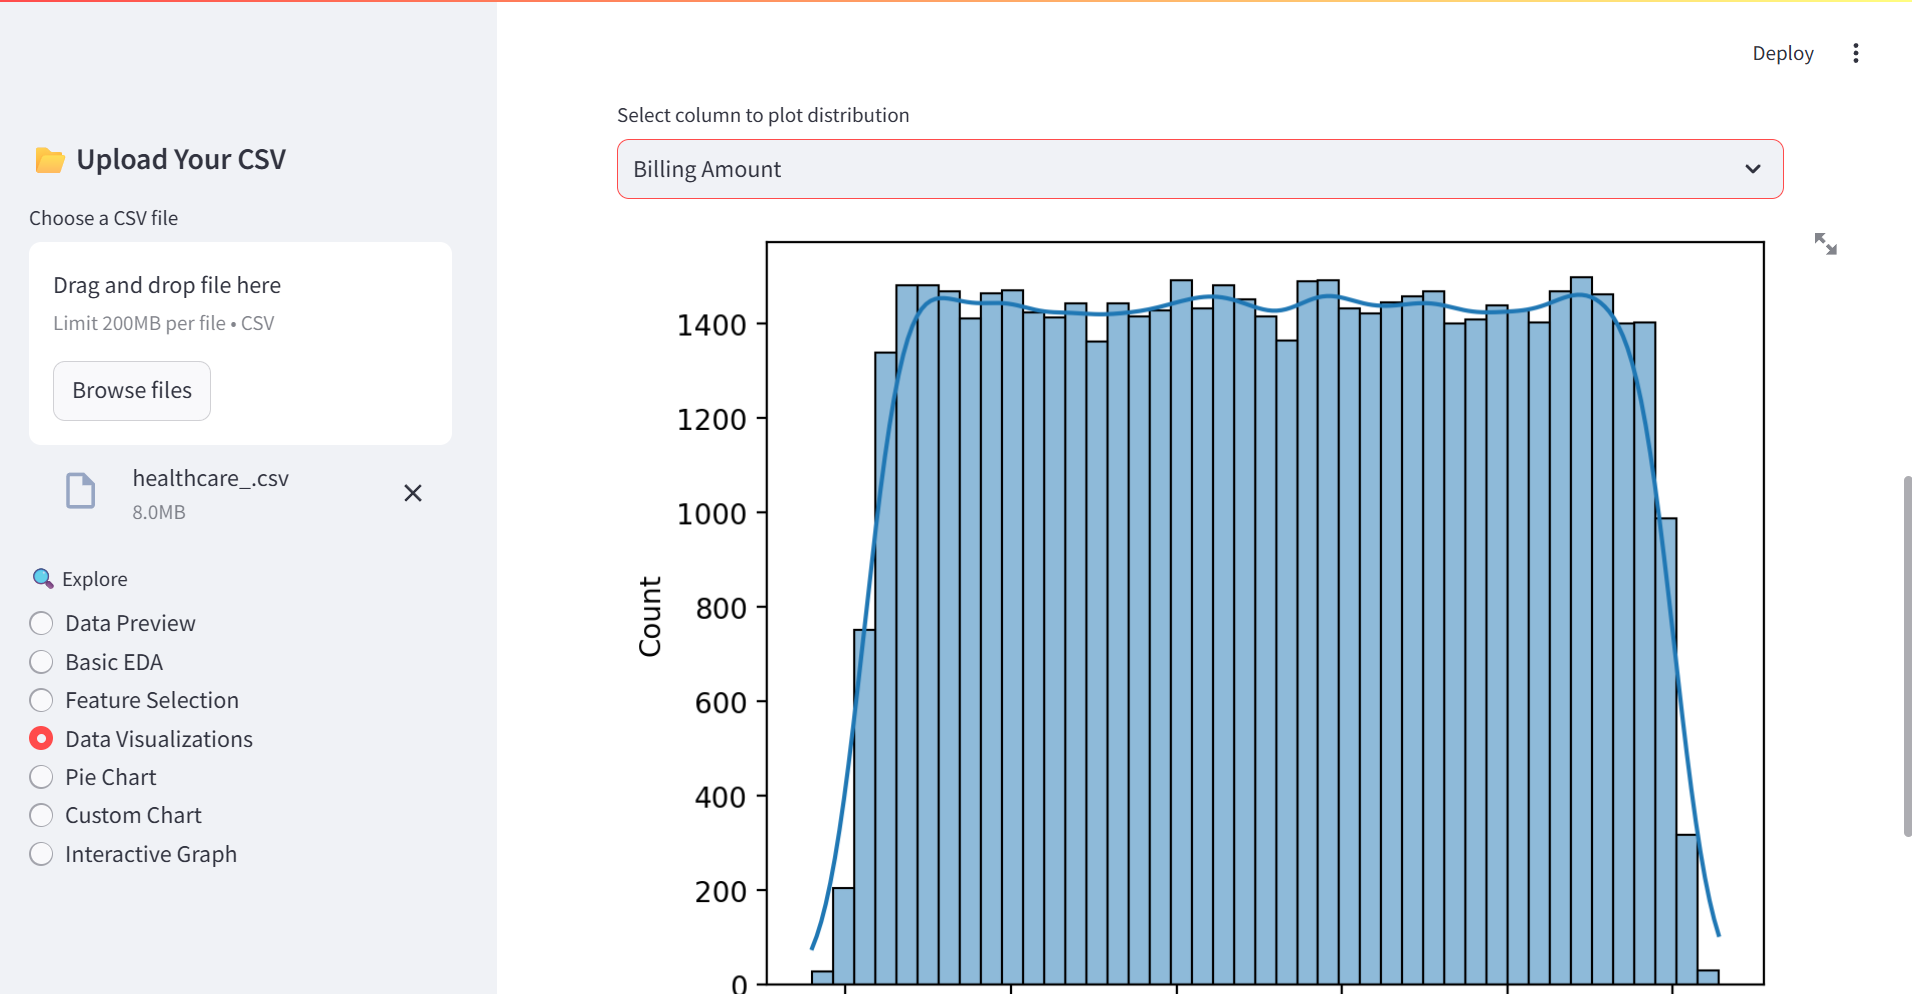 Deploy
Upload Your CSV
Choose a CSV file
Drag and drop file here
Limit 200MB per file • CSV
Browse files
healthcare_.csv
8.0MB
Explore
Data Preview
Basic EDA
Feature Selection
Data Visualizations
Pie Chart
Custom Chart
Interactive Graph
Select column to plot distribution
Billing Amount
Count
1400
1200
1000
800
600
400
200
0